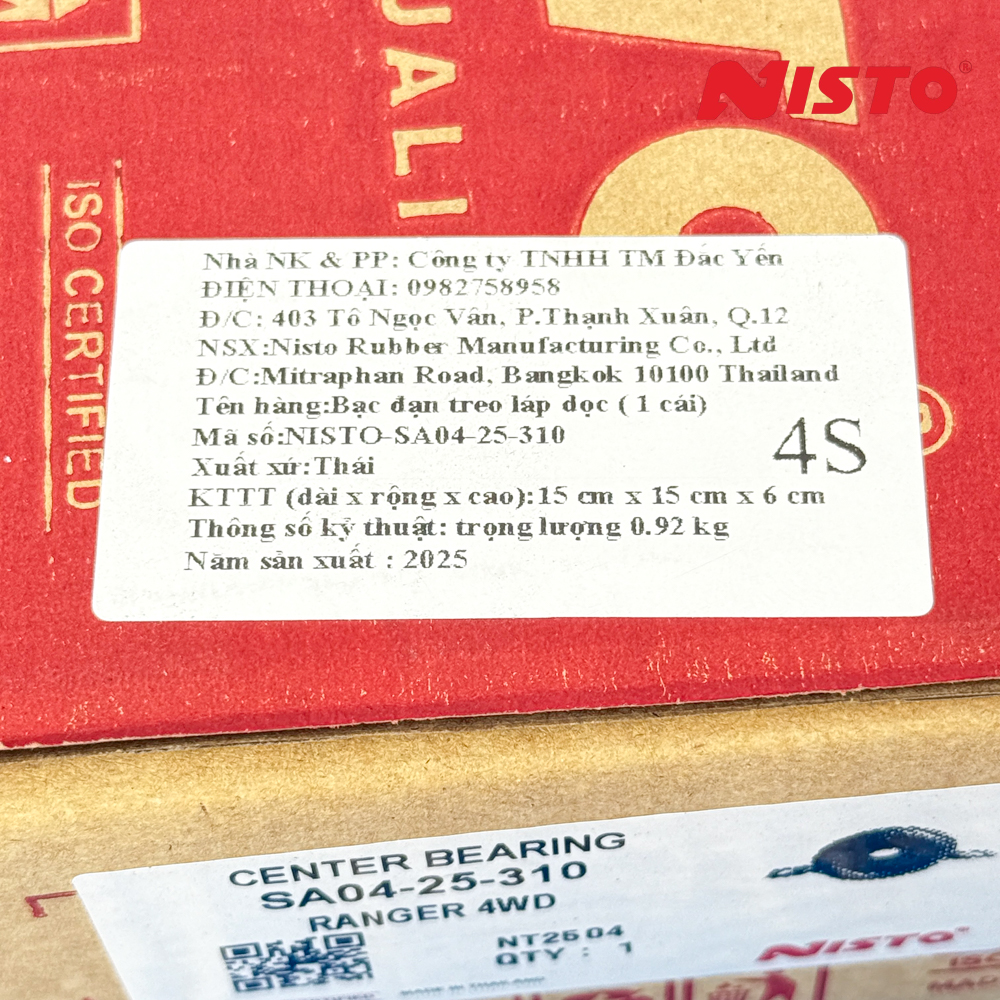 NISTO®
QUALI
ISO CERTIFIED
Nhà NK & PP: Công ty TNHH TM Đắc Yến
ĐIỆN THOẠI: 0982758958
Đ/C: 403 Tô Ngọc Vân, P.Thạnh Xuân, Q.12
NSX:Nisto Rubber Manufacturing Co., Ltd
Đ/C:Mitraphan Road, Bangkok 10100 Thailand
Tên hàng:Bạc đạn treo láp dọc ( 1 cái)
Mã số:NISTO-SA04-25-310
4S
Xuất xứ:Thái
KTTT (dài x rộng x cao):15 cm x 15 cm x 6 cm
Thông số kỹ thuật: trọng lượng 0.92 kg
Năm sản xuất : 2025
CENTER BEARING
SA04-25-310
RANGER 4WD
NT2504
QTY : 1
NISTO
MADE IN THAILAND